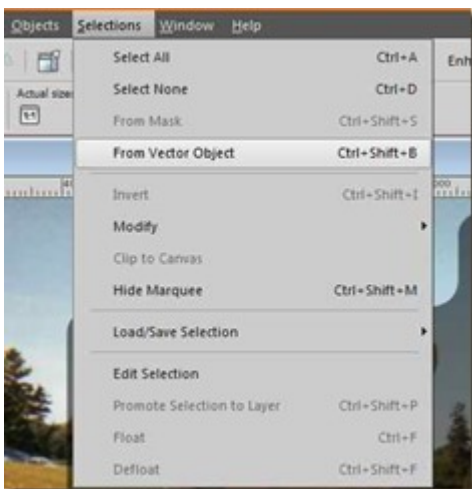 Objects Selections Window Help
Select All Ctrl+A
Enh
Select None Ctrl+D
Actual size
1:1
From Mask Ctrl+Shift+S
From Vector Object Ctrl+Shift+B
Invert Ctrl+Shift+I
Modify
Clip to Canvas
Hide Marquee Ctrl+Shift+M
Load/Save Selection
Edit Selection
Promote Selection to Layer Ctrl+Shift+P
Float Ctrl+F
Defloat Ctrl+Shift+F